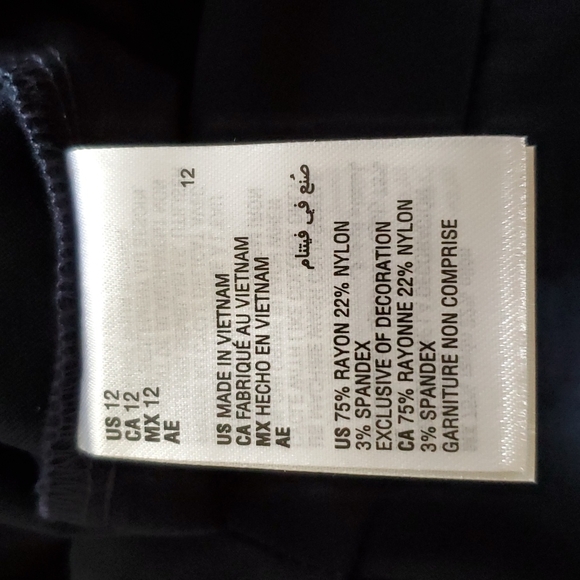 US 12
CA 12
MX 12
AE 12
US MADE IN VIETNAM
CA FABRIQUÉ AU VIETNAM
MX HECHO EN VIETNAM
AE صُنع في فيتنام
US 75% RAYON 22% NYLON
3% SPANDEX
EXCLUSIVE OF DECORATION
CA 75% RAYONNE 22% NYLON
3% SPANDEX
GARNITURE NON COMPRISE